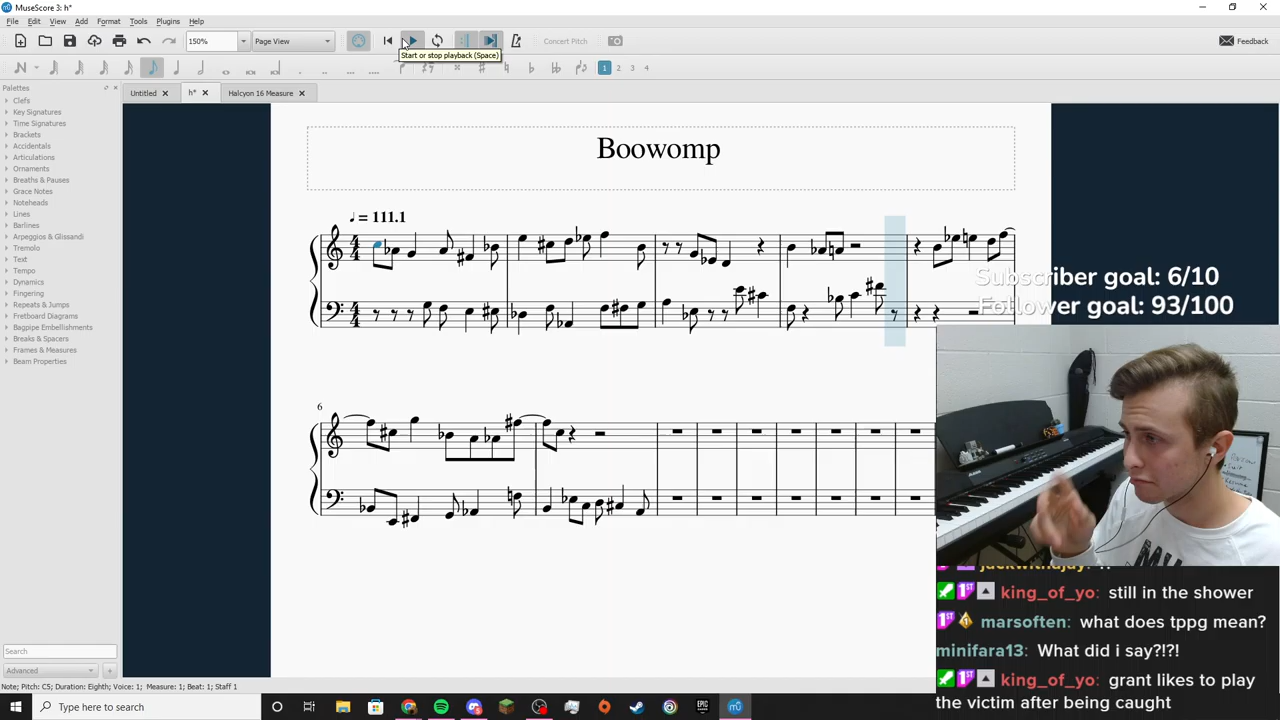 MuseScore 3: h*
File Edit View Add Format Tools Plugins Help
150% Page View Concert Pitch Feedback
Start or stop playback (Space)
1 2 3 4
Palettes
Untitled h* Halcyon 16 Measure
Clefs
Key Signatures
Time Signatures
Brackets
Accidentals
Articulations
Ornaments
Breaths & Pauses
Grace Notes
Noteheads
Lines
Barlines
Arpeggios & Glissandi
Tremolo
Text
Tempo
Dynamics
Fingering
Repeats & Jumps
Fretboard Diagrams
Bagpipe Embellishments
Breaks & Spacers
Frames & Measures
Beam Properties
Search
Advanced +
Boowomp
= 111.1
6
Subscriber goal: 6/10
Follower goal: 93/100
king_of_yo: still in the shower
marsoften: what does tppg mean?
minifara13: What did i say?!?!
king_of_yo: grant likes to play
the victim after being caught
Note; Pitch: C5; Duration: Eighth; Voice: 1; Measure: 1; Beat: 1; Staff 1
Type here to search